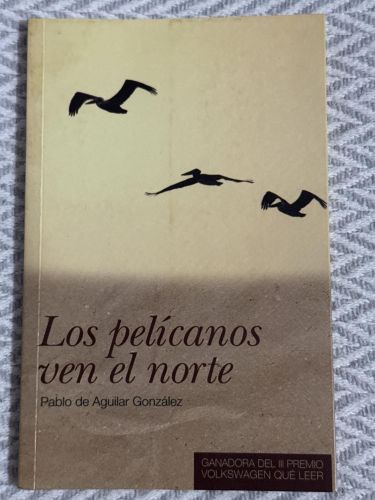 Los pelícanos
ven el norte
Pablo de Aguilar González
GANADORA DEL III PREMIO
VOLKSWAGEN QUÉ LEER